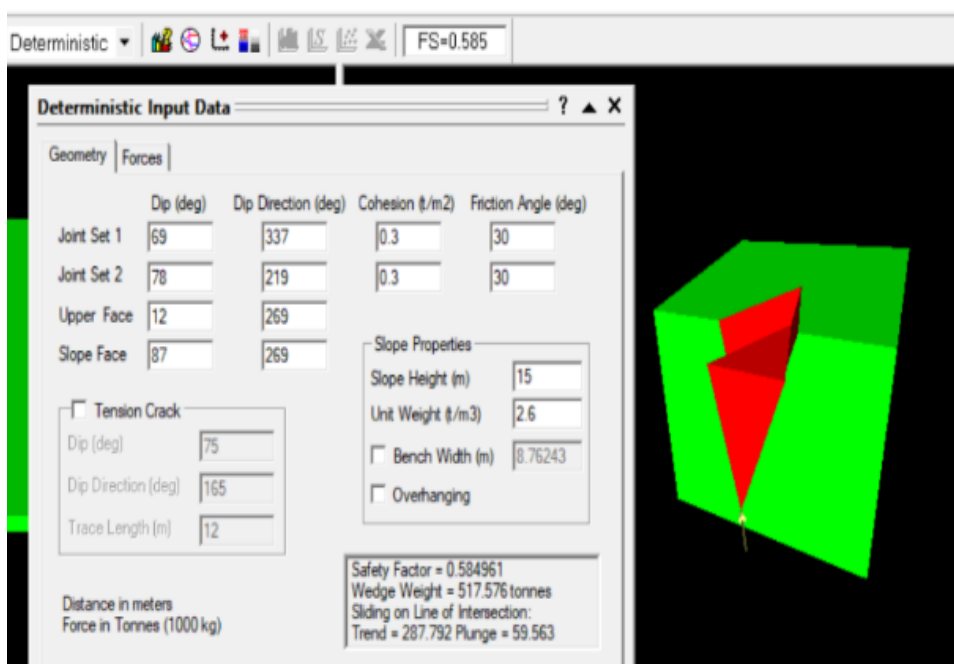 Deterministic FS=0.585
Deterministic Input Data ? X
Geometry Forces
Dip (deg) Dip Direction (deg) Cohesion (t/m2) Friction Angle (deg)
Joint Set 1 69 337 0.3 30
Joint Set 2 78 219 0.3 30
Upper Face 12 269
Slope Face 87 269
Slope Properties
Slope Height (m) 15
Unit Weight (t/m3) 2.6
Bench Width (m) 8.76243
Overhanging
Tension Crack
Dip (deg) 75
Dip Direction (deg) 165
Trace Length (m) 12
Distance in meters
Force in Tonnes (1000 kg)
Safety Factor = 0.584961
Wedge Weight = 517.576 tonnes
Sliding on Line of Intersection:
Trend = 287.792 Plunge = 59.563